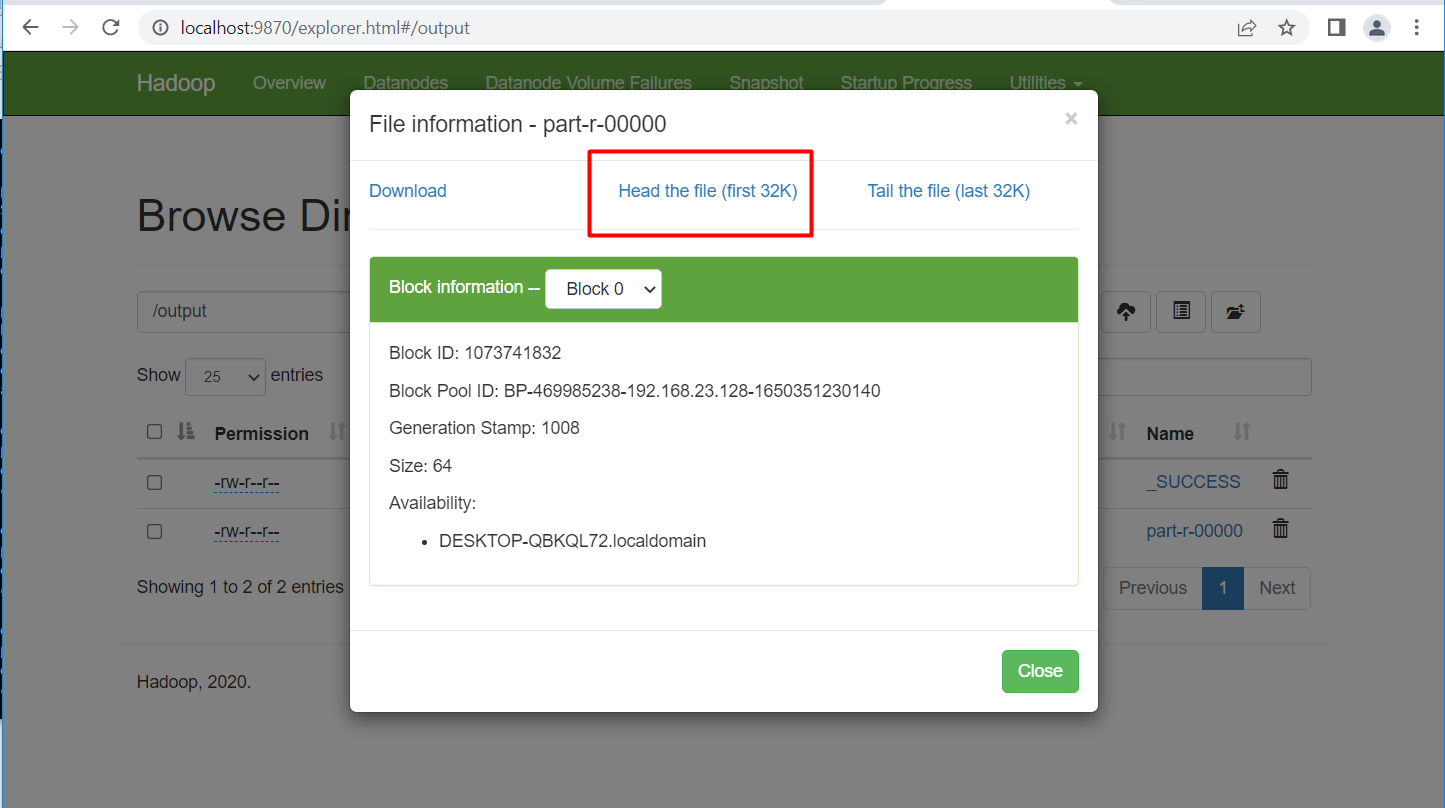 localhost:9870/explorer.html#/output
Hadoop Overview Datanodes Datanode Volume Failures Snapshot Startup Progress Utilities
File information - part-r-00000 ×
Download Head the file (first 32K) Tail the file (last 32K)
Browse Di
Block information -- Block 0
/output
Block ID: 1073741832
Show 25 entries
Block Pool ID: BP-469985238-192.168.23.128-1650351230140
Permission Name
Generation Stamp: 1008
Size: 64
-rw-r--r-- _SUCCESS
Availability:
-rw-r--r-- part-r-00000
DESKTOP-QBKQL72.localdomain
Showing 1 to 2 of 2 entries Previous 1 Next
Close
Hadoop, 2020.